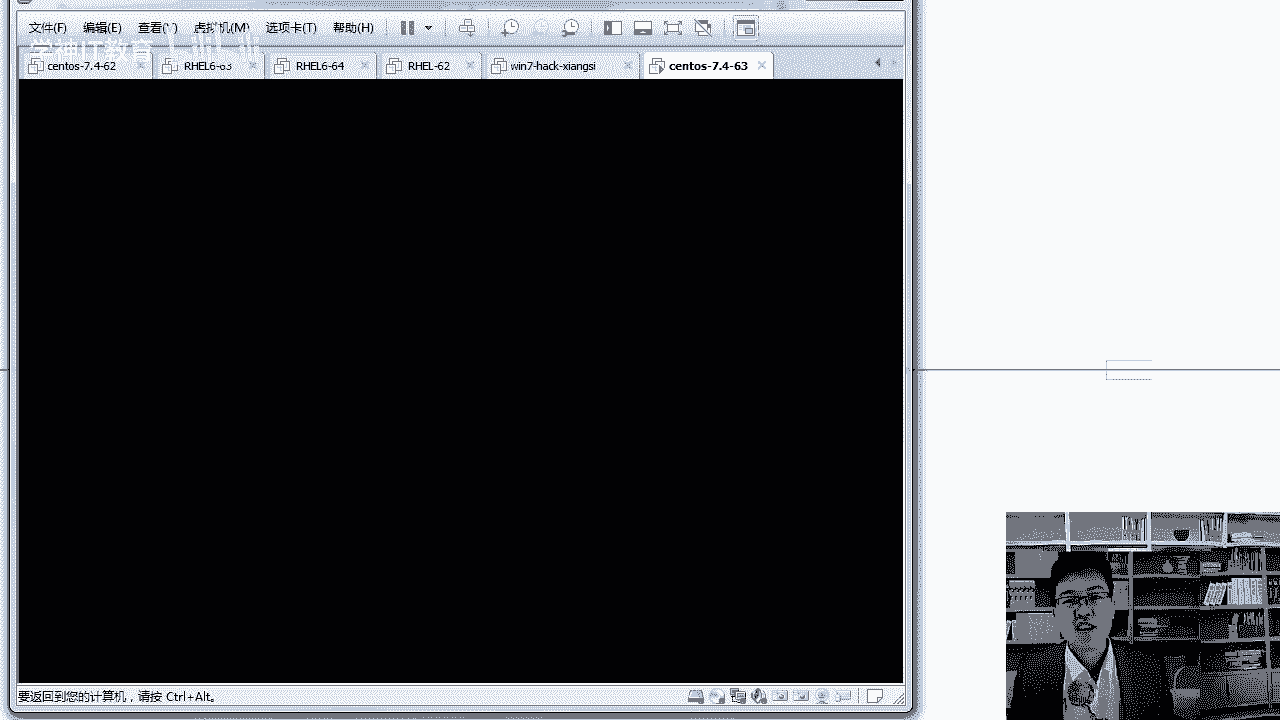 文件(F) 编辑(E) 查看(V) 虚拟机(M) 选项卡(T) 帮助(H)
学神IT教育
centos-7.4-62 RHEL6-63 RHEL6-64 RHEL-62 win7-hack-xiangsi centos-7.4-63
要返回到您的计算机，请按 Ctrl+Alt